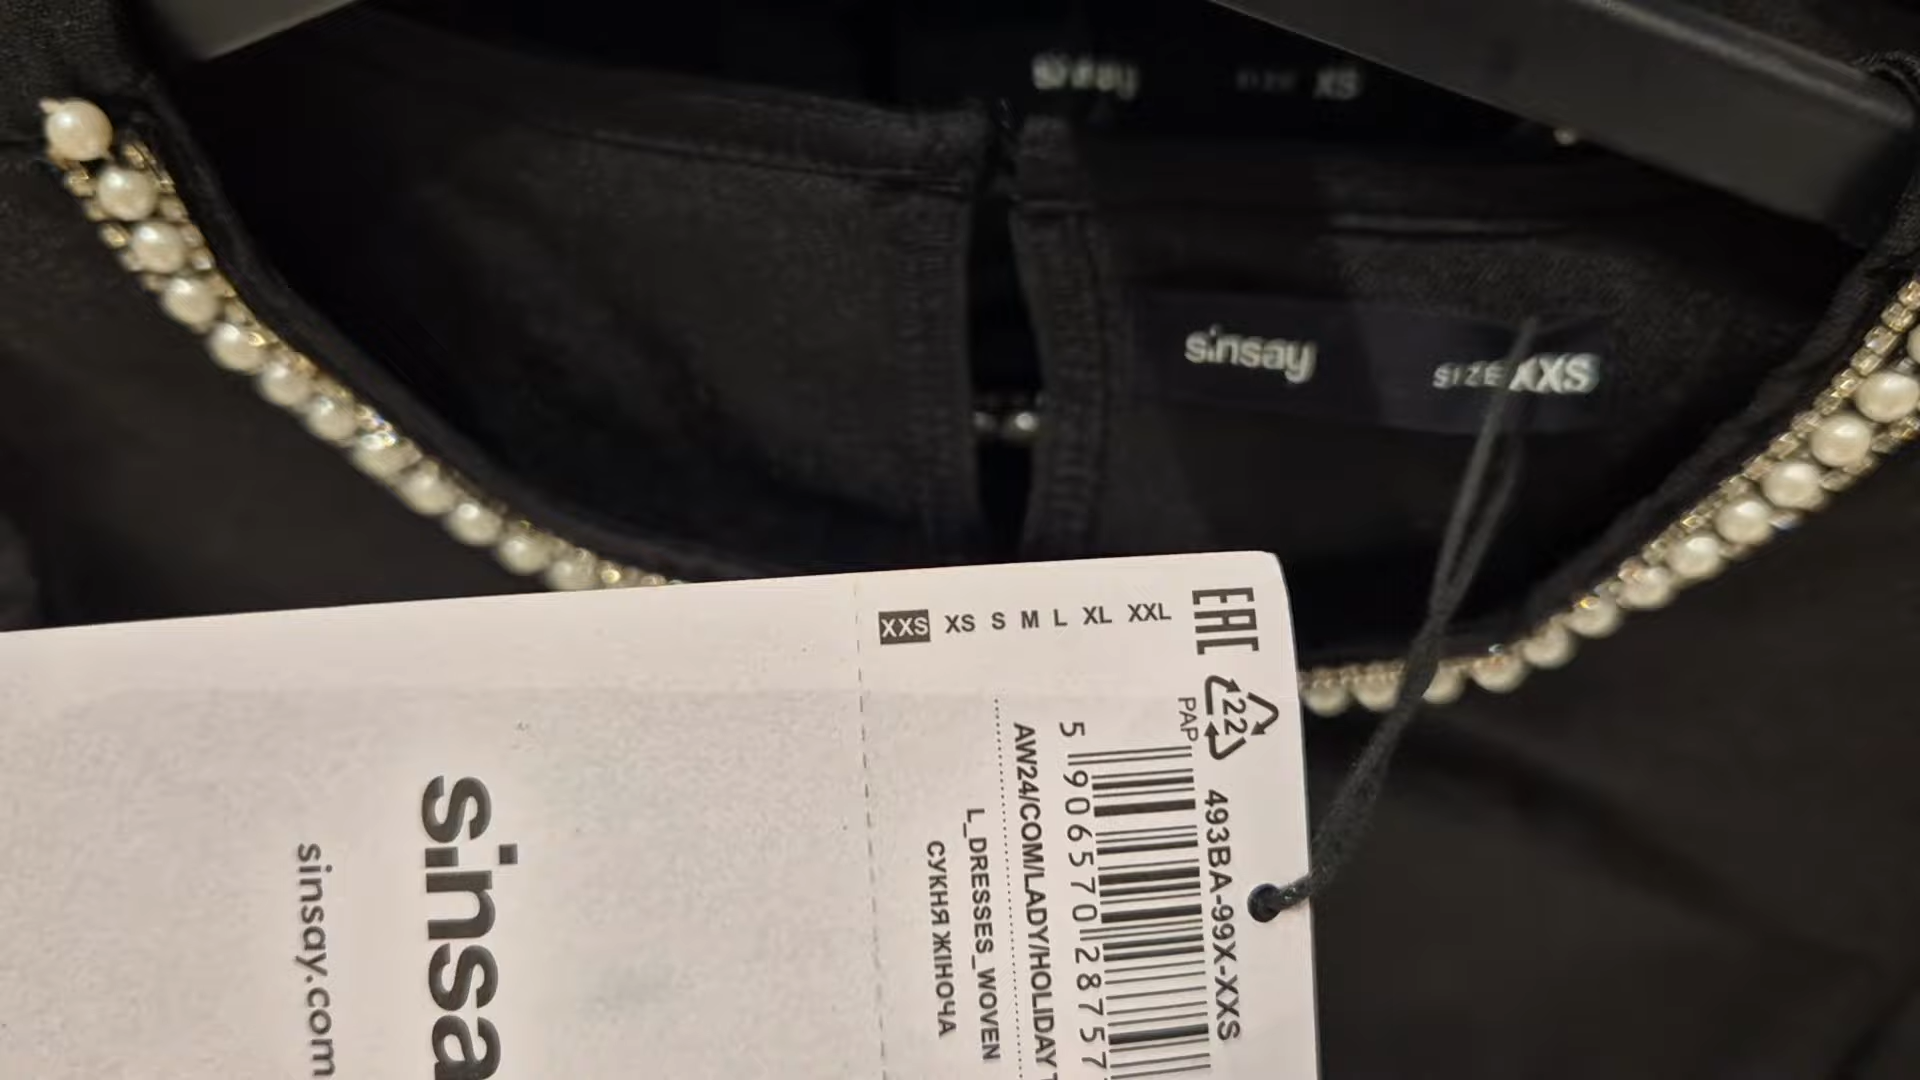 sinsay XS
sinsay SIZE XXS
XXS XS S M L XL XXL
EAC
22
PAP
493BA-99X-XXS
5 906570 28757
AW24/COM/LADY/HOLIDAY
L_DRESSES_WOVEN
СУКНЯ ЖІНОЧА
sinsa
sinsay.com